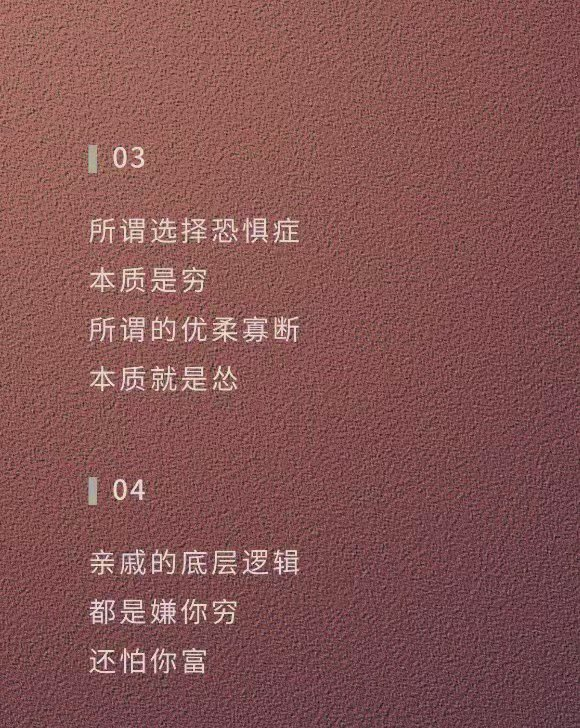 03
所谓选择恐惧症
本质是穷
所谓的优柔寡断
本质就是怂
04
亲戚的底层逻辑
都是嫌你穷
还怕你富